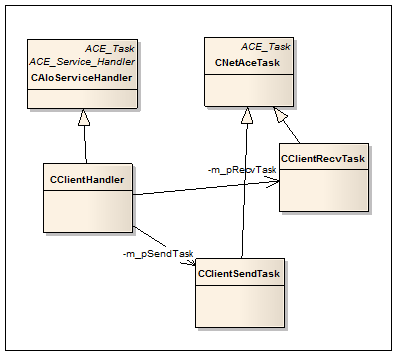 ACE_Task
ACE_Service_Handler
CAIoServiceHandler
ACE_Task
CNetAceTask
CClientRecvTask
CClientHandler
-m_pRecvTask
-m_pSendTask
CClientSendTask